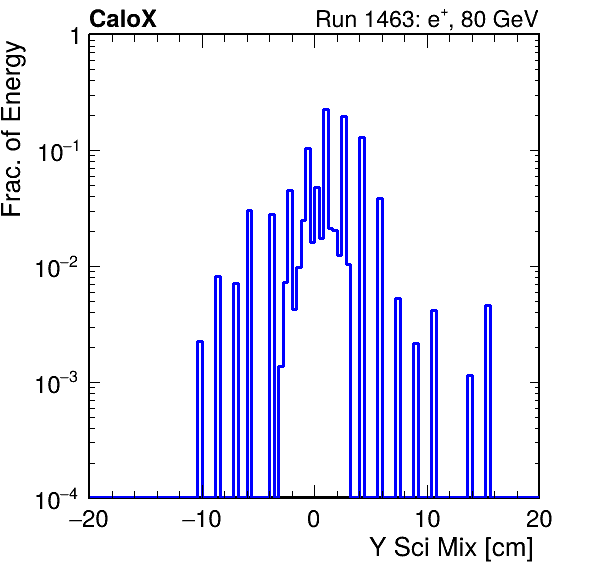 CaloX Run 1463: e⁺, 80 GeV
Frac. of Energy
1
10⁻¹
10⁻²
10⁻³
10⁻⁴
−20 −10 0 10 20
Y Sci Mix [cm]